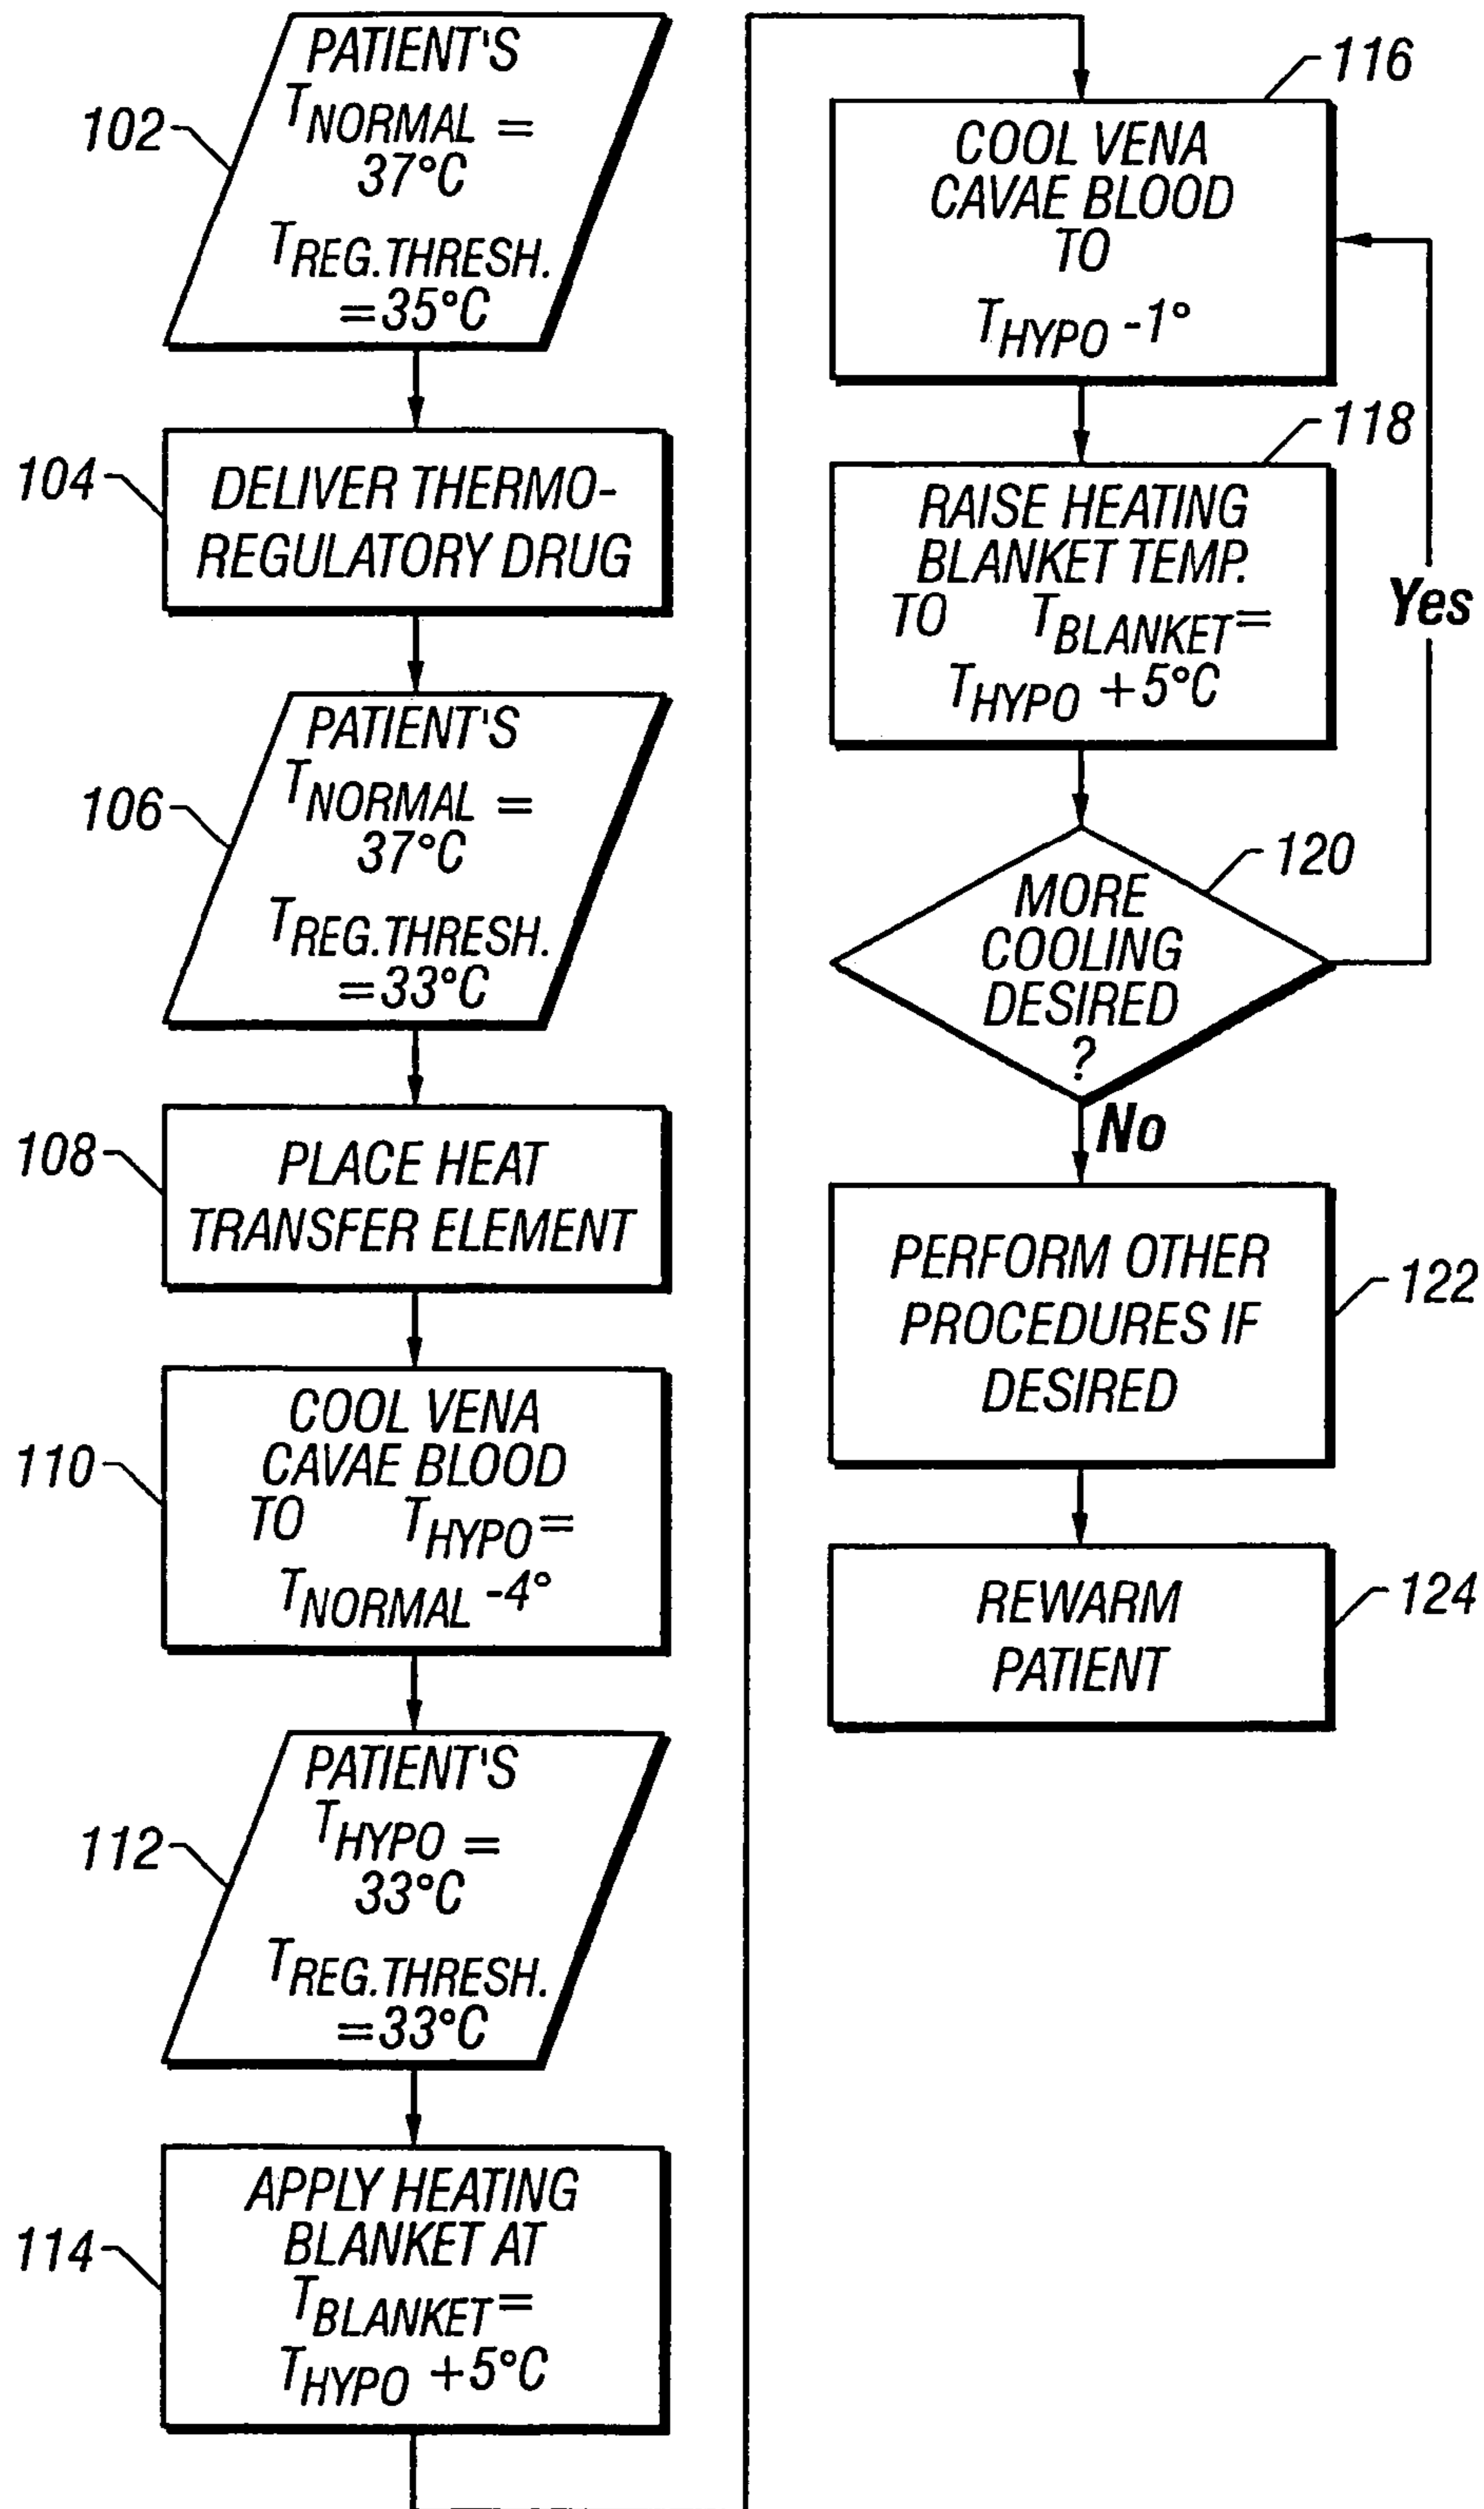 PATIENT'S
TNORMAL =
37°C
TREG.THRESH.
=35°C
102
DELIVER THERMO-
REGULATORY DRUG
104
PATIENT'S
TNORMAL =
37°C
TREG.THRESH.
=33°C
106
PLACE HEAT
TRANSFER ELEMENT
108
COOL VENA
CAVAE BLOOD
TO THYPO=
TNORMAL -4°
110
PATIENT'S
THYPO =
33°C
TREG.THRESH.
=33°C
112
APPLY HEATING
BLANKET AT
TBLANKET=
THYPO +5°C
114
116
COOL VENA
CAVAE BLOOD
TO
THYPO -1°
118
RAISE HEATING
BLANKET TEMP.
TO TBLANKET=
THYPO +5°C
Yes
120
MORE
COOLING
DESIRED
?
No
PERFORM OTHER
PROCEDURES IF
DESIRED
122
REWARM
PATIENT
124